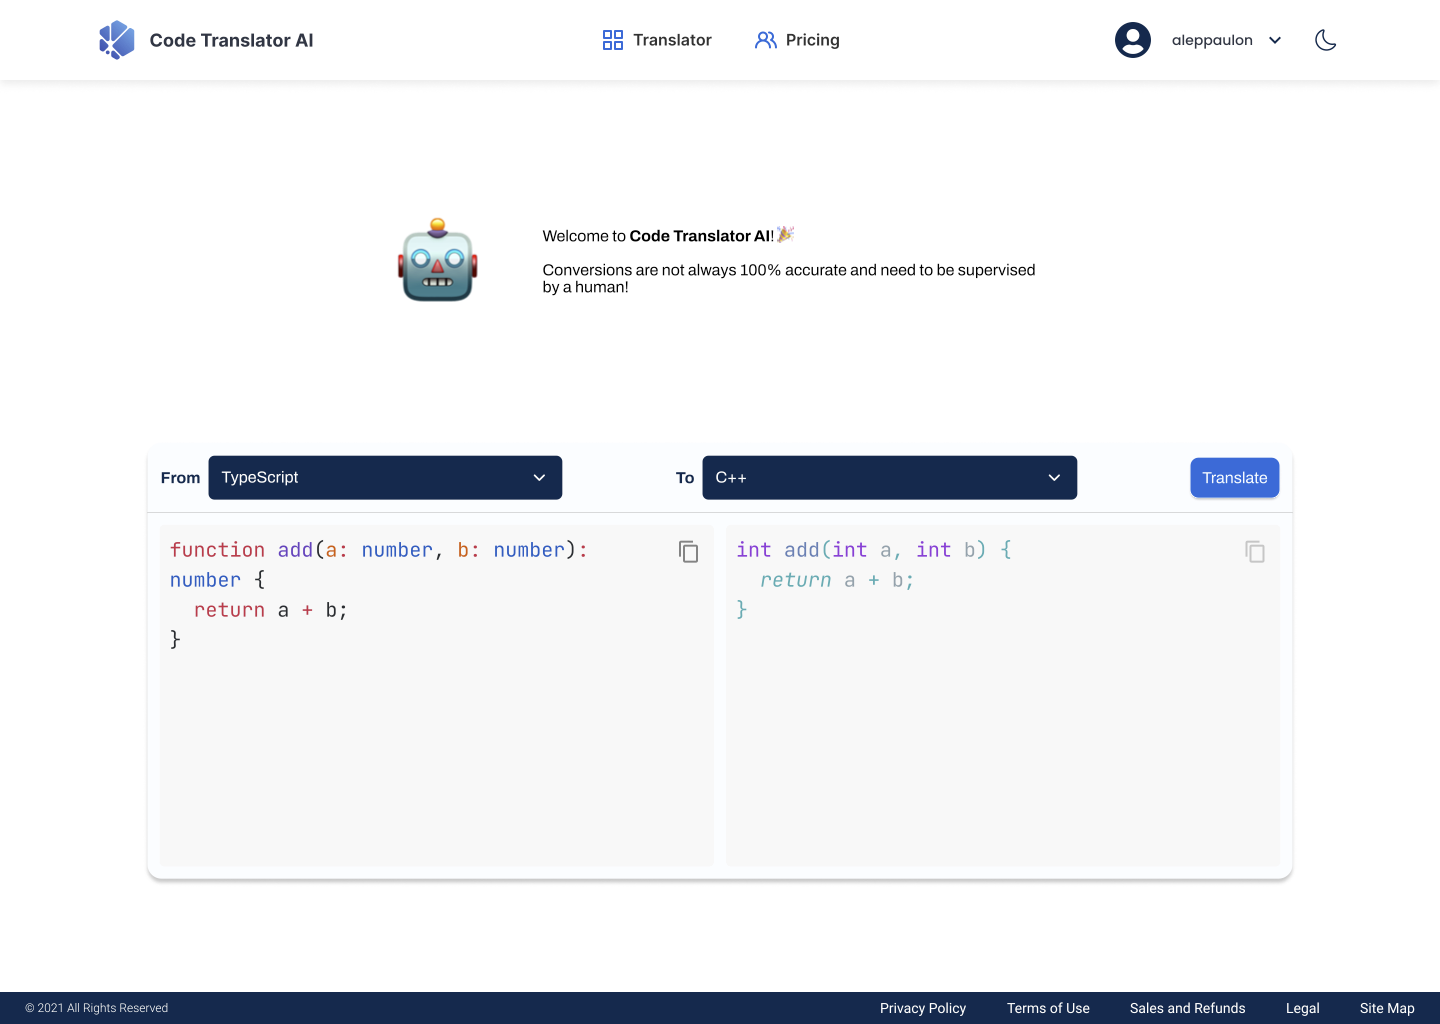 Code Translator AI
Translator
Pricing
aleppaulon
Welcome to Code Translator AI!🎉
Conversions are not always 100% accurate and need to be supervised
by a human!
From
TypeScript
To
C++
Translate
function add(a: number, b: number):
number {
  return a + b;
}
int add(int a, int b) {
  return a + b;
}
© 2021 All Rights Reserved
Privacy Policy
Terms of Use
Sales and Refunds
Legal
Site Map